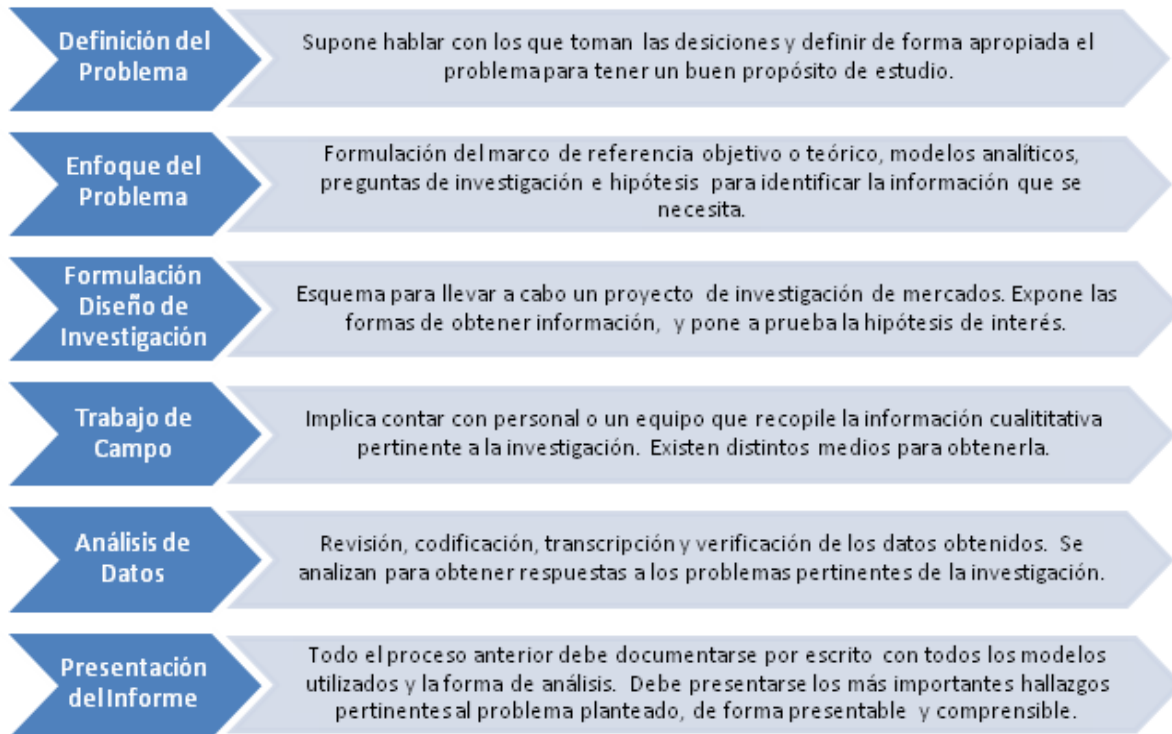 Definición del
Problema
Supone hablar con los que toman las desiciones y definir de forma apropiada el
problema para tener un buen propósito de estudio.
Enfoque del
Problema
Formulación del marco de referencia objetivo o teórico, modelos analíticos,
preguntas de investigación e hipótesis para identificar la información que se
necesita.
Formulación
Diseño de
Investigación
Esquema para llevar a cabo un proyecto de investigación de mercados. Expone las
formas de obtener información, y pone a prueba la hipótesis de interés.
Trabajo de
Campo
Implica contar con personal o un equipo que recopile la información cualititativa
pertinente a la investigación. Existen distintos medios para obtenerla.
Análisis de
Datos
Revisión, codificación, transcripción y verificación de los datos obtenidos. Se
analizan para obtener respuestas a los problemas pertinentes de la investigación.
Presentación
del Informe
Todo el proceso anterior debe documentarse por escrito con todos los modelos
utilizados y la forma de análisis. Debe presentarse los más importantes hallazgos
pertinentes al problema planteado, de forma presentable y comprensible.